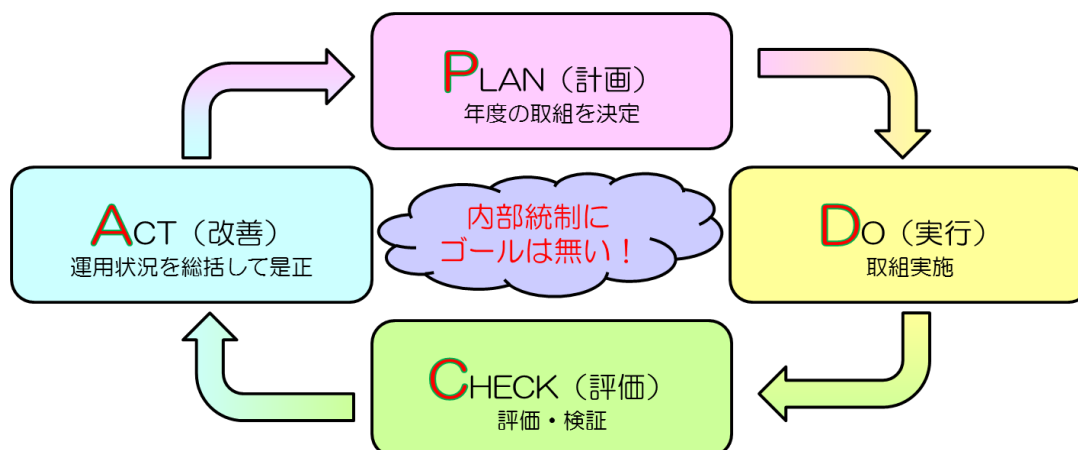 PLAN（計画）
年度の取組を決定
ACT（改善）
運用状況を総括して是正
内部統制に
ゴールは無い！
DO（実行）
取組実施
CHECK（評価）
評価・検証